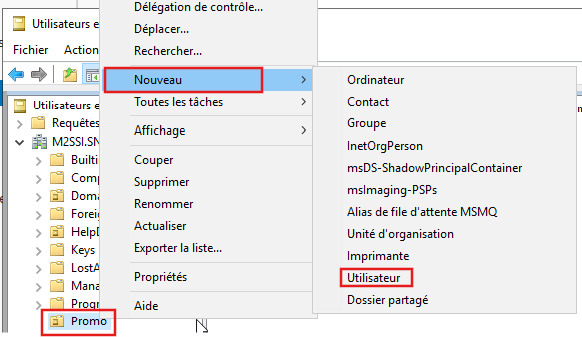 Délégation de contrôle...
Utilisateurs e
Déplacer...
Fichier
Action
Rechercher...
Nouveau
Toutes les tâches
Affichage
Couper
Supprimer
Renommer
Actualiser
Exporter la liste...
Propriétés
Aide
Ordinateur
Contact
Groupe
InetOrgPerson
msDS-ShadowPrincipalContainer
msImaging-PSPs
Alias de file d'attente MSMQ
Unité d'organisation
Imprimante
Utilisateur
Dossier partagé
Utilisateurs e
Requêtes
M2SSI.SN
Builti
Comp
Doma
Foreig
HelpD
Keys
LostA
Mana
Progr
Promo